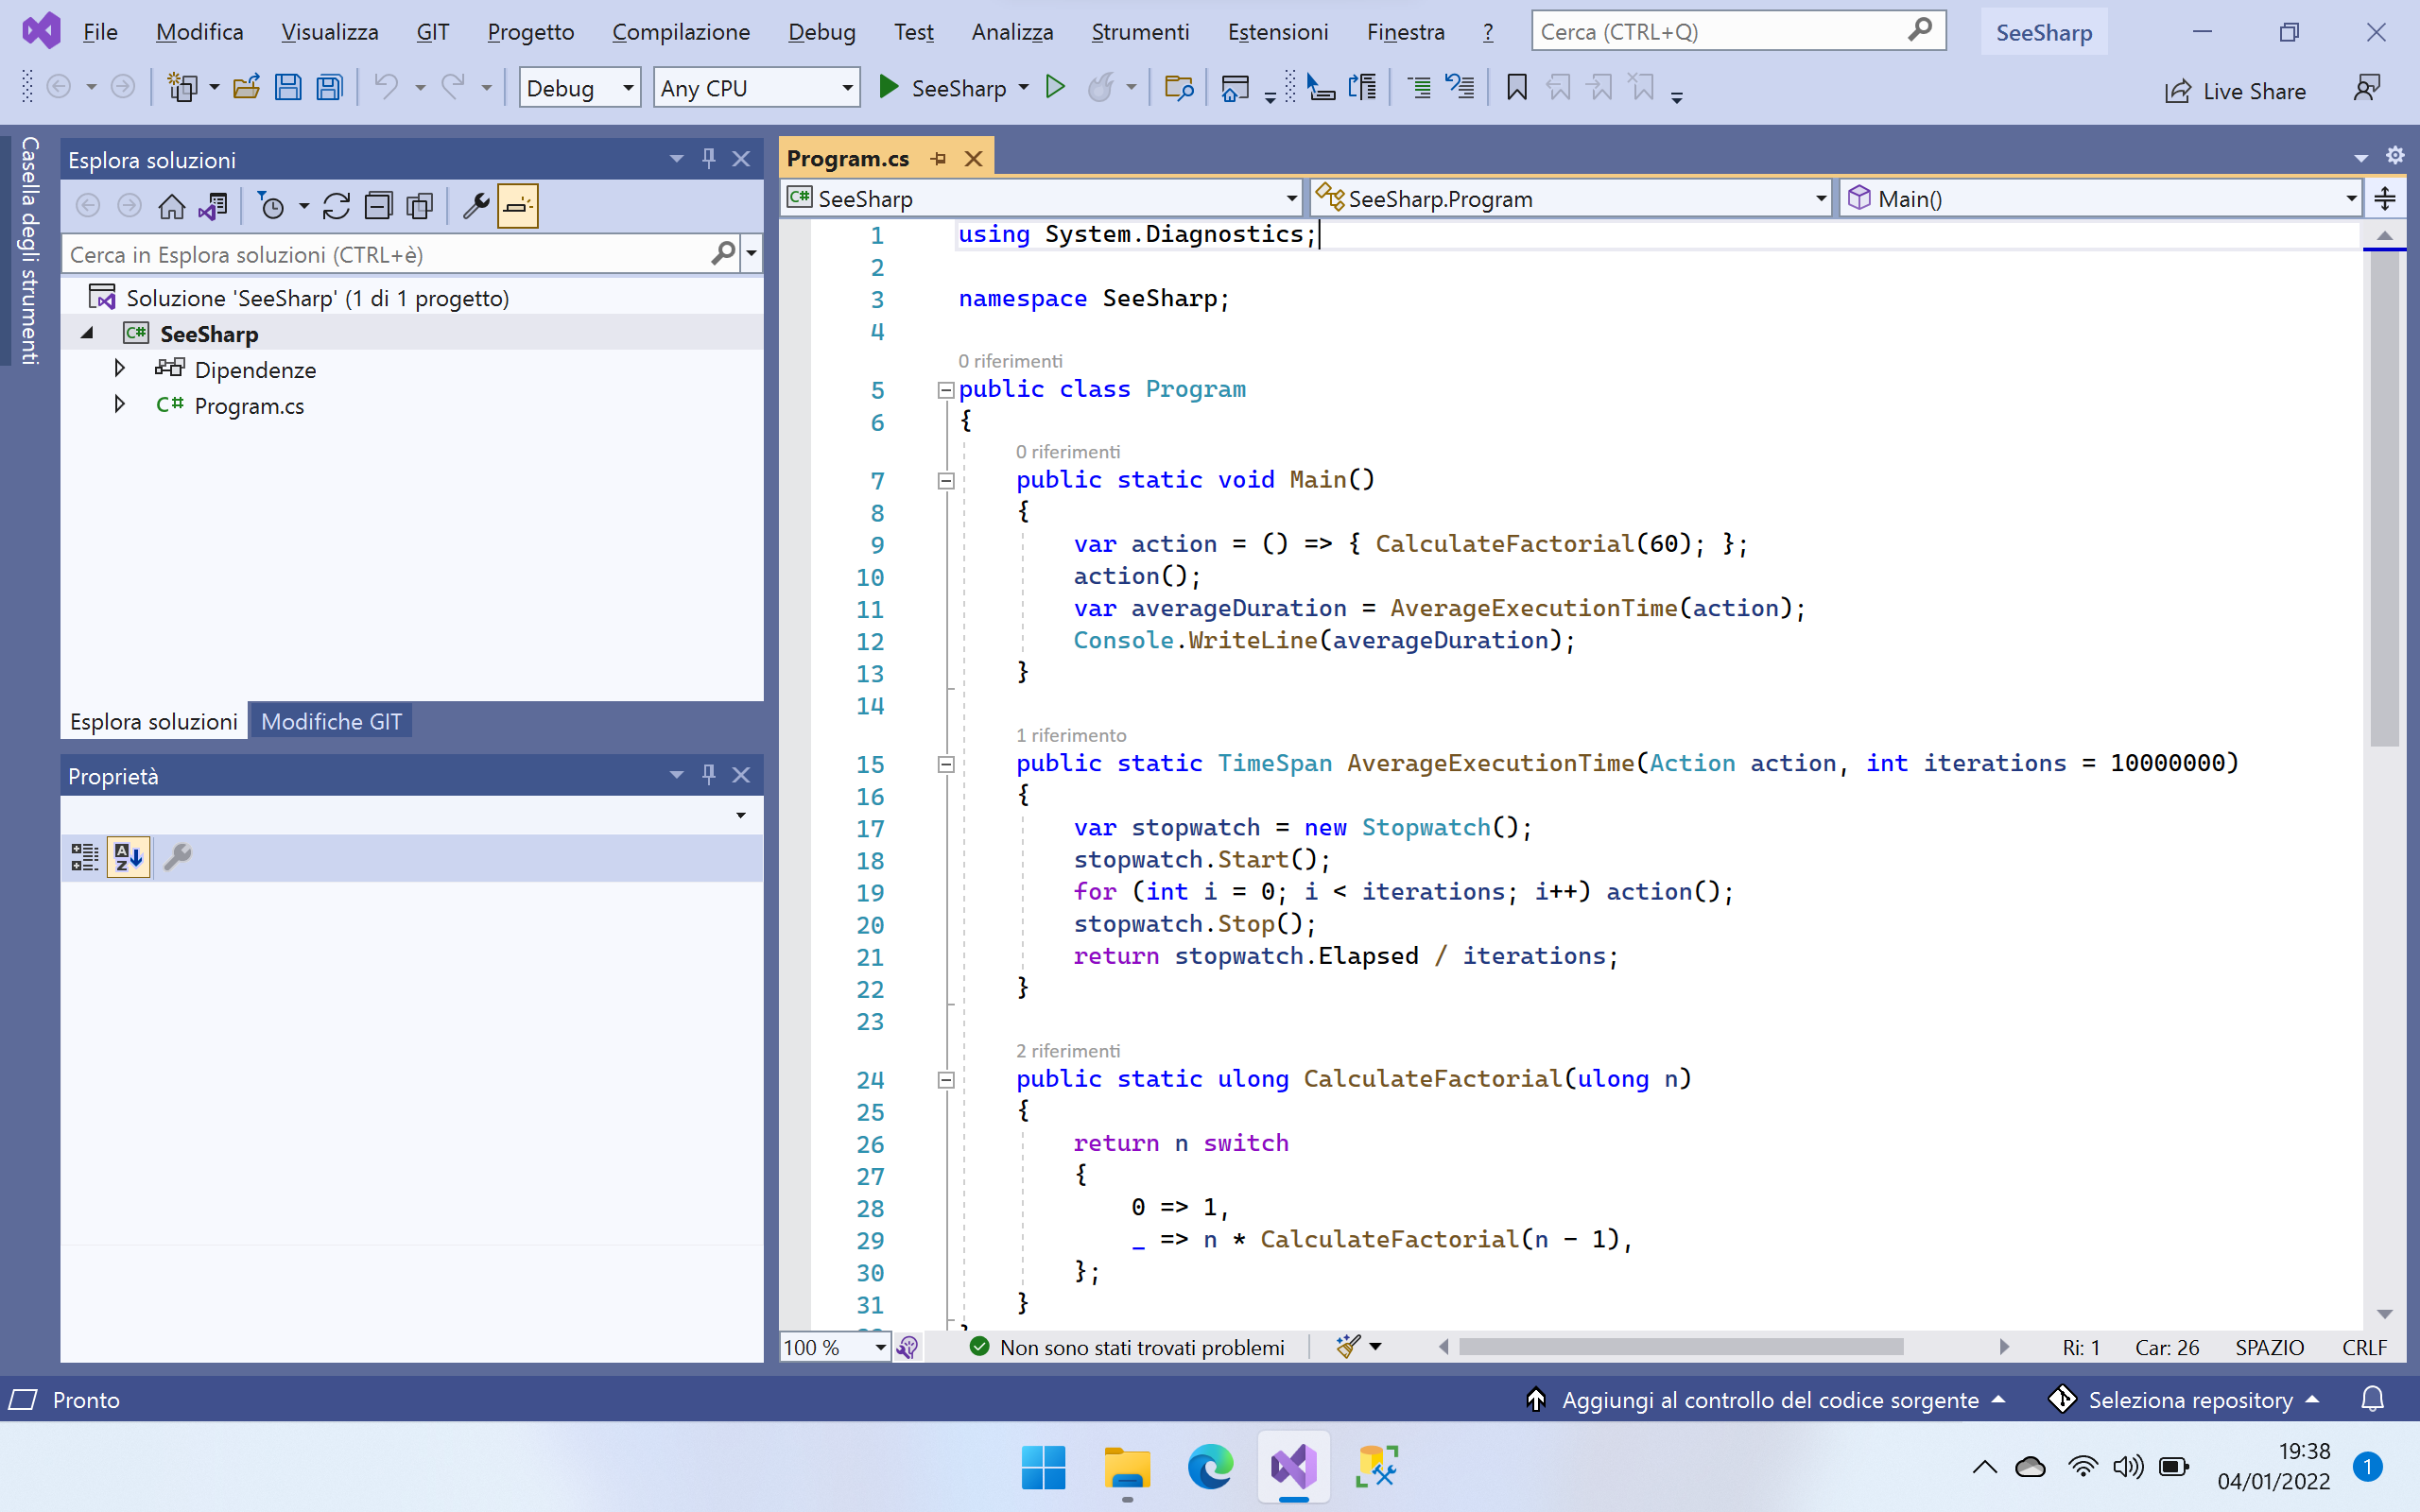 File Modifica Visualizza GIT Progetto Compilazione Debug Test Analizza Strumenti Estensioni Finestra ? Cerca (CTRL+Q) SeeSharp
Debug Any CPU SeeSharp Live Share
Casella degli strumenti
Esplora soluzioni
Cerca in Esplora soluzioni (CTRL+è)
Soluzione 'SeeSharp' (1 di 1 progetto)
C# SeeSharp
Dipendenze
C# Program.cs
Esplora soluzioni Modifiche GIT
Proprietà
Program.cs
C# SeeSharp SeeSharp.Program Main()
1 using System.Diagnostics;
2
3 namespace SeeSharp;
4
0 riferimenti
5 public class Program
6 {
0 riferimenti
7 public static void Main()
8 {
9 var action = () => { CalculateFactorial(60); };
10 action();
11 var averageDuration = AverageExecutionTime(action);
12 Console.WriteLine(averageDuration);
13 }
14
1 riferimento
15 public static TimeSpan AverageExecutionTime(Action action, int iterations = 10000000)
16 {
17 var stopwatch = new Stopwatch();
18 stopwatch.Start();
19 for (int i = 0; i < iterations; i++) action();
20 stopwatch.Stop();
21 return stopwatch.Elapsed / iterations;
22 }
23
2 riferimenti
24 public static ulong CalculateFactorial(ulong n)
25 {
26 return n switch
27 {
28 0 => 1,
29 _ => n * CalculateFactorial(n - 1),
30 };
31 }
100 % Non sono stati trovati problemi Ri: 1 Car: 26 SPAZIO CRLF
Pronto Aggiungi al controllo del codice sorgente Seleziona repository
19:38
04/01/2022
1